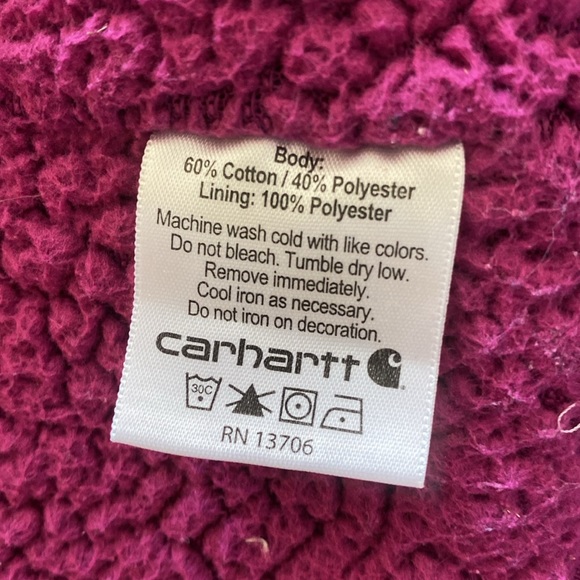 Body:
60% Cotton / 40% Polyester
Lining: 100% Polyester
Machine wash cold with like colors.
Do not bleach. Tumble dry low.
Remove immediately.
Cool iron as necessary.
Do not iron on decoration.
carhartt
30C
RN 13706